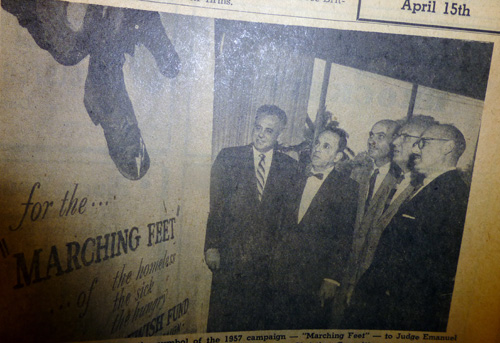 April 15th
for the ...
"MARCHING FEET"
... of the homeless
the sick
the hungry
WISH FUND
symbol of the 1957 campaign — "Marching Feet" — to Judge Emanuel